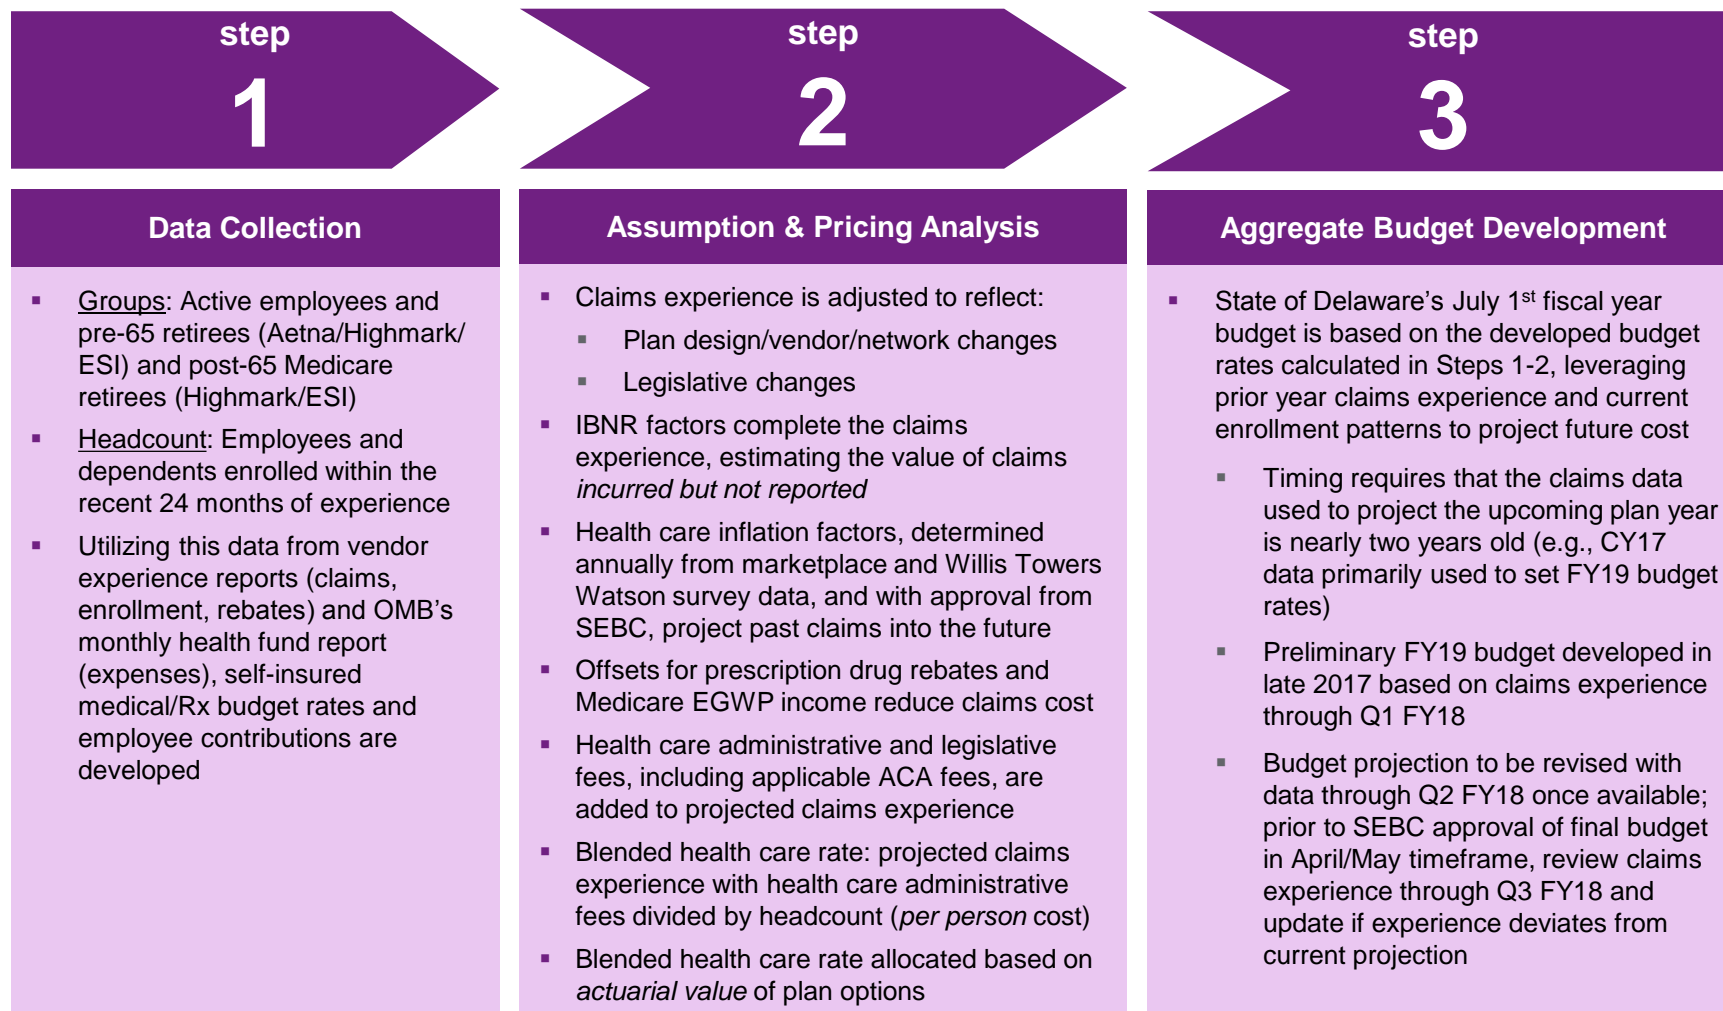 step
1
Data Collection
▪ Groups: Active employees and
pre-65 retirees (Aetna/Highmark/
ESI) and post-65 Medicare
retirees (Highmark/ESI)
▪ Headcount: Employees and
dependents enrolled within the
recent 24 months of experience
▪ Utilizing this data from vendor
experience reports (claims,
enrollment, rebates) and OMB’s
monthly health fund report
(expenses), self-insured
medical/Rx budget rates and
employee contributions are
developed
step
2
Assumption & Pricing Analysis
▪ Claims experience is adjusted to reflect:
▪ Plan design/vendor/network changes
▪ Legislative changes
▪ IBNR factors complete the claims
experience, estimating the value of claims
incurred but not reported
▪ Health care inflation factors, determined
annually from marketplace and Willis Towers
Watson survey data, and with approval from
SEBC, project past claims into the future
▪ Offsets for prescription drug rebates and
Medicare EGWP income reduce claims cost
▪ Health care administrative and legislative
fees, including applicable ACA fees, are
added to projected claims experience
▪ Blended health care rate: projected claims
experience with health care administrative
fees divided by headcount (per person cost)
▪ Blended health care rate allocated based on
actuarial value of plan options
step
3
Aggregate Budget Development
▪ State of Delaware’s July 1st fiscal year
budget is based on the developed budget
rates calculated in Steps 1-2, leveraging
prior year claims experience and current
enrollment patterns to project future cost
▪ Timing requires that the claims data
used to project the upcoming plan year
is nearly two years old (e.g., CY17
data primarily used to set FY19 budget
rates)
▪ Preliminary FY19 budget developed in
late 2017 based on claims experience
through Q1 FY18
▪ Budget projection to be revised with
data through Q2 FY18 once available;
prior to SEBC approval of final budget
in April/May timeframe, review claims
experience through Q3 FY18 and
update if experience deviates from
current projection